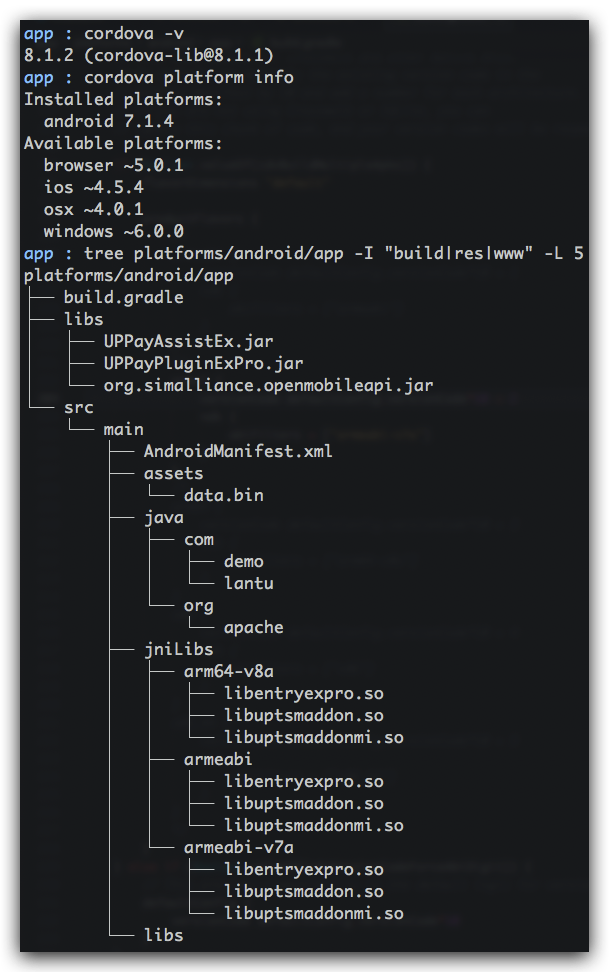 app : cordova -v
8.1.2 (cordova-lib@8.1.1)
app : cordova platform info
Installed platforms:
  android 7.1.4
Available platforms:
  browser ~5.0.1
  ios ~4.5.4
  osx ~4.0.1
  windows ~6.0.0
app : tree platforms/android/app -I "build|res|www" -L 5
platforms/android/app
├── build.gradle
├── libs
│   ├── UPPayAssistEx.jar
│   ├── UPPayPluginExPro.jar
│   └── org.simalliance.openmobileapi.jar
└── src
    └── main
        ├── AndroidManifest.xml
        ├── assets
        │   └── data.bin
        ├── java
        │   ├── com
        │   │   ├── demo
        │   │   └── lantu
        │   └── org
        │       └── apache
        ├── jniLibs
        │   ├── arm64-v8a
        │   │   ├── libentryexpro.so
        │   │   ├── libuptsmaddon.so
        │   │   └── libuptsmaddonmi.so
        │   ├── armeabi
        │   │   ├── libentryexpro.so
        │   │   ├── libuptsmaddon.so
        │   │   └── libuptsmaddonmi.so
        │   └── armeabi-v7a
        │       ├── libentryexpro.so
        │       ├── libuptsmaddon.so
        │       └── libuptsmaddonmi.so
        └── libs